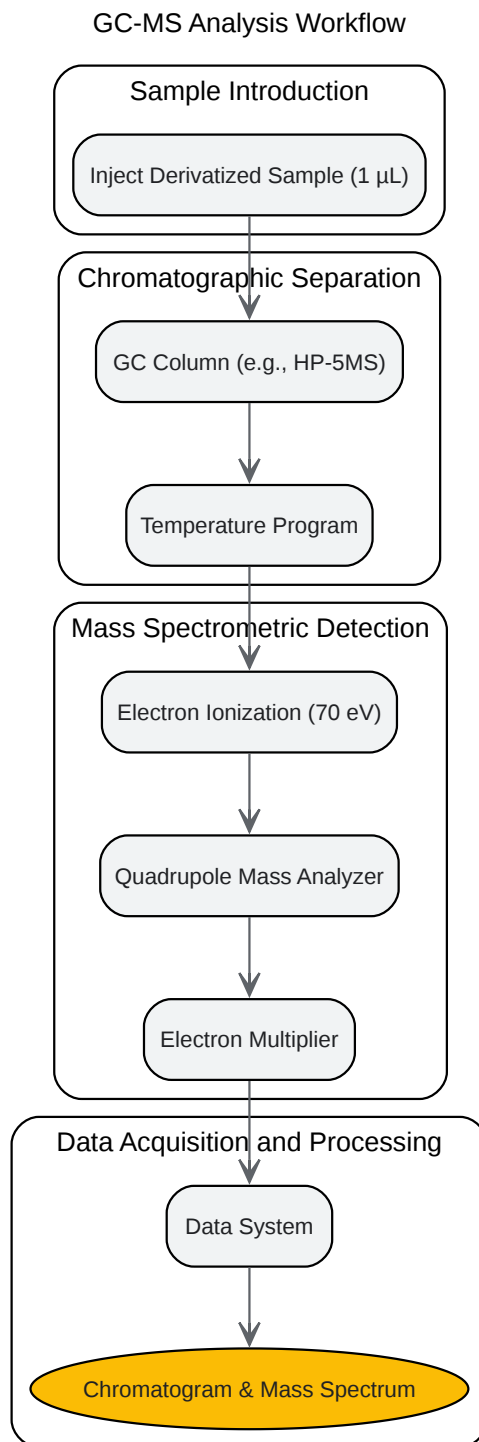 GC-MS Analysis Workflow
Sample Introduction
Inject Derivatized Sample (1 µL)
Chromatographic Separation
GC Column (e.g., HP-5MS)
Temperature Program
Mass Spectrometric Detection
Electron Ionization (70 eV)
Quadrupole Mass Analyzer
Electron Multiplier
Data Acquisition and Processing
Data System
Chromatogram & Mass Spectrum